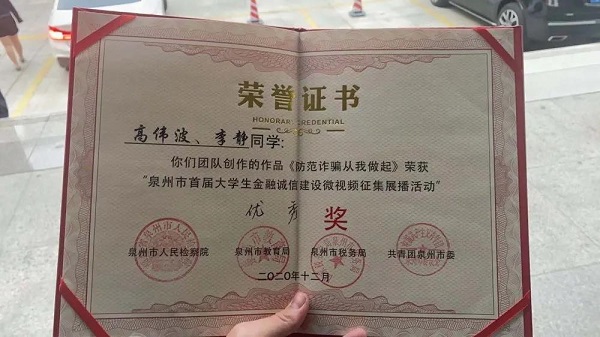 荣誉证书
HONORARY CREDENTIAL
高伟波、李静同学:
你们团队创作的作品《防范诈骗从我做起》荣获
"泉州市首届大学生金融诚信建设微视频征集展播活动"
优秀奖
泉州市人民检察院 泉州市教育局 泉州市税务局 共青团泉州市委
二〇二〇年十二月